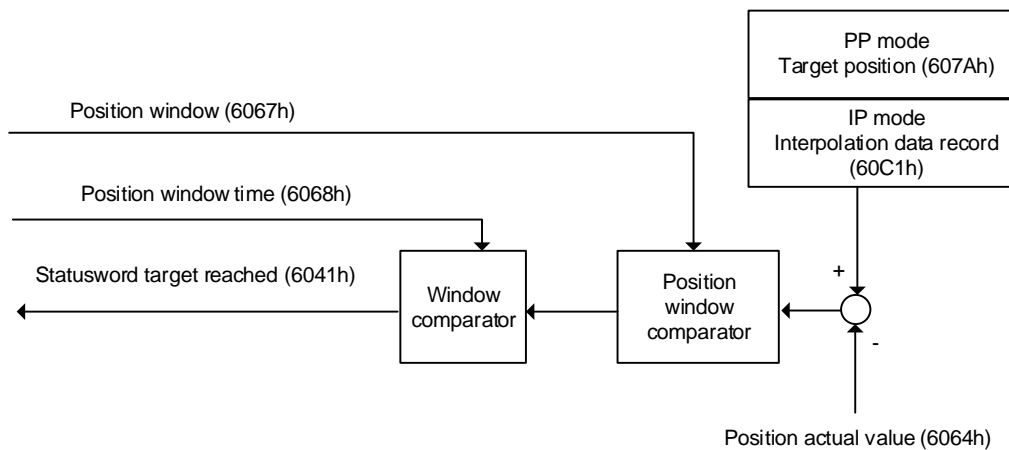 PP mode
Target position (607Ah)
Position window (6067h)
IP mode
Interpolation data record
(60C1h)
Position window time (6068h)
Statusword target reached (6041h)
Window
comparator
Position
window
comparator
+
-
Position actual value (6064h)